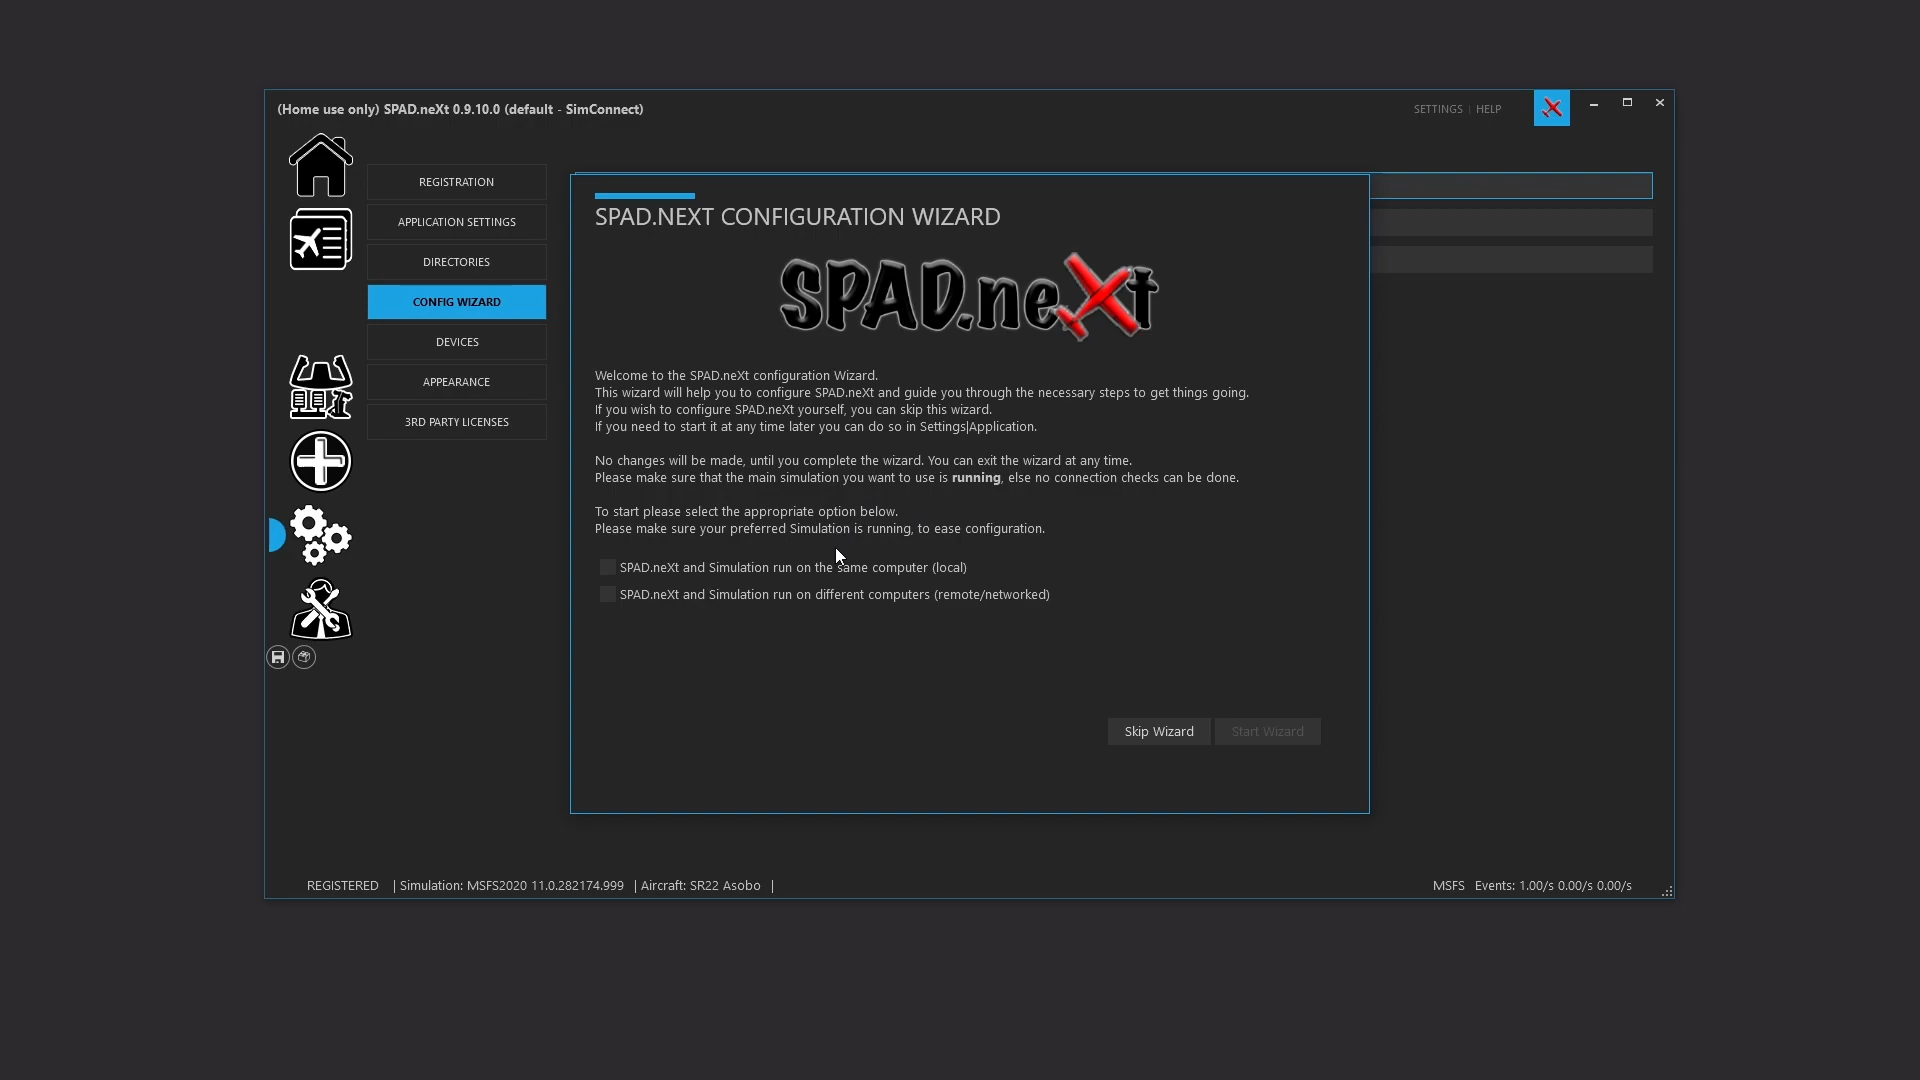 (Home use only) SPAD.neXt 0.9.10.0 (default - SimConnect)
SETTINGS | HELP
REGISTRATION
APPLICATION SETTINGS
DIRECTORIES
CONFIG WIZARD
DEVICES
APPEARANCE
3RD PARTY LICENSES
SPAD.NEXT CONFIGURATION WIZARD
SPAD.neXt
Welcome to the SPAD.neXt configuration Wizard.
This wizard will help you to configure SPAD.neXt and guide you through the necessary steps to get things going.
If you wish to configure SPAD.neXt yourself, you can skip this wizard.
If you need to start it at any time later you can do so in Settings|Application.
No changes will be made, until you complete the wizard. You can exit the wizard at any time.
Please make sure that the main simulation you want to use is running, else no connection checks can be done.
To start please select the appropriate option below.
Please make sure your preferred Simulation is running, to ease configuration.
SPAD.neXt and Simulation run on the same computer (local)
SPAD.neXt and Simulation run on different computers (remote/networked)
Skip Wizard
Start Wizard
REGISTERED | Simulation: MSFS2020 11.0.282174.999 | Aircraft: SR22 Asobo |
MSFS Events: 1.00/s 0.00/s 0.00/s